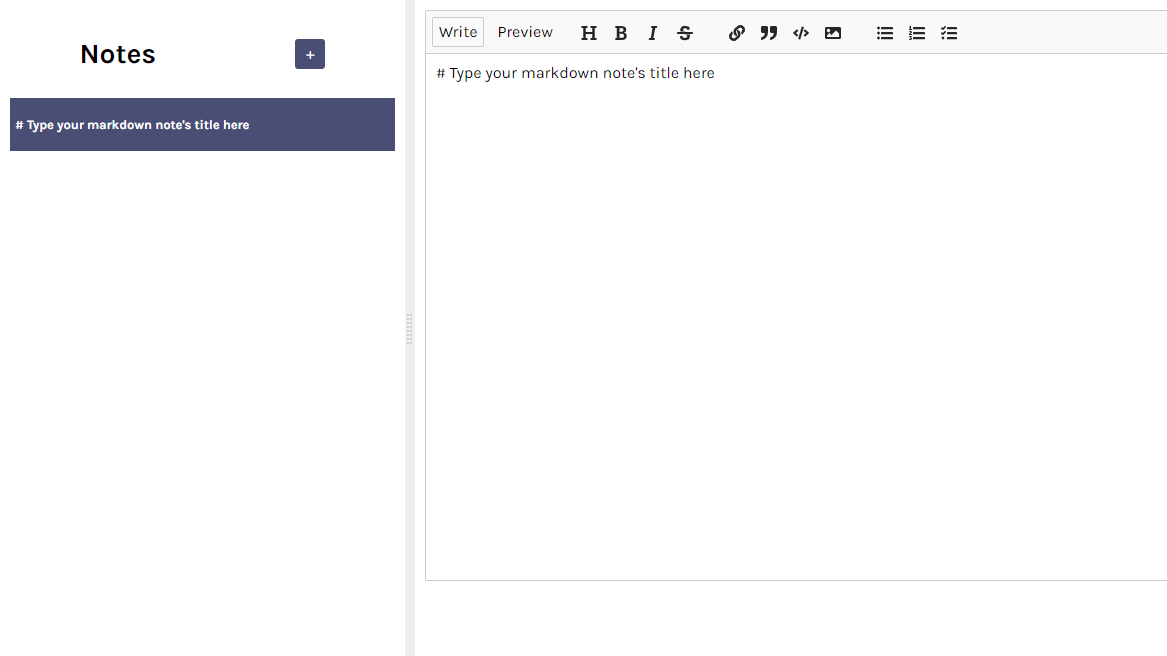 Notes
+
# Type your markdown note's title here
Write Preview H B I S
# Type your markdown note's title here